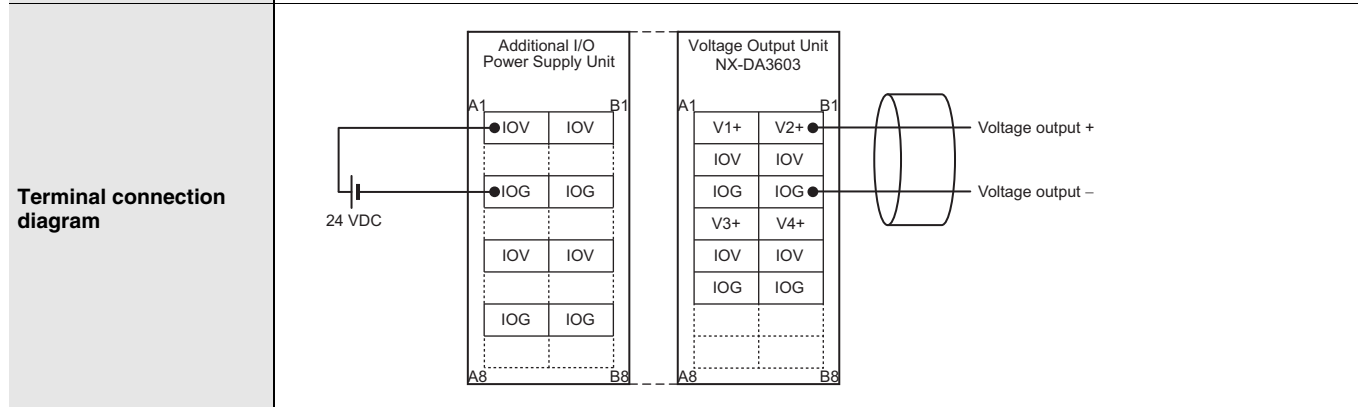 Terminal connection
diagram
24 VDC
Additional I/O
Power Supply Unit
A1 B1
IOV IOV
IOG IOG
IOV IOV
IOG IOG
A8 B8
Voltage Output Unit
NX-DA3603
A1 B1
V1+ V2+
IOV IOV
IOG IOG
V3+ V4+
IOV IOV
IOG IOG
A8 B8
Voltage output +
Voltage output −